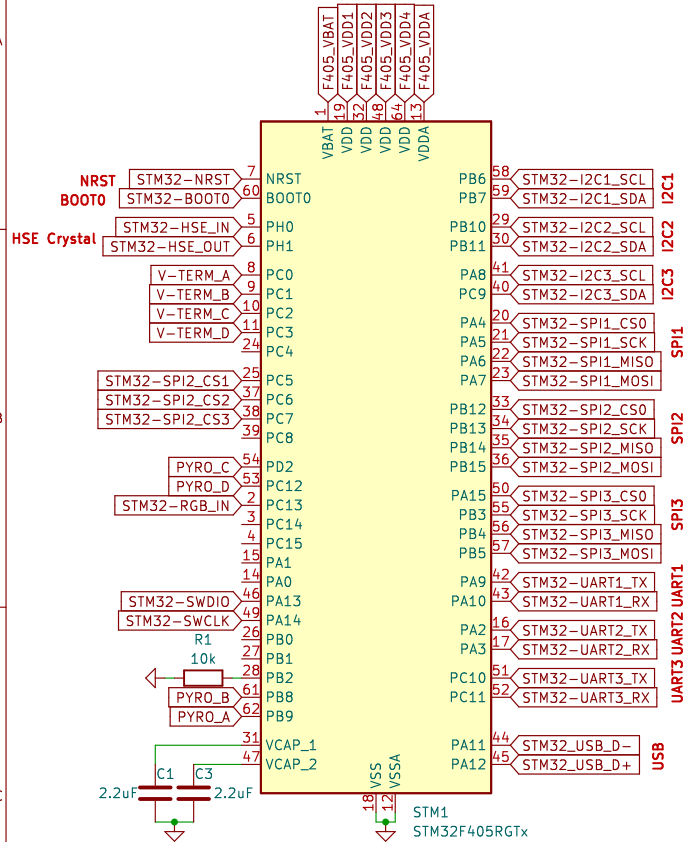 F405_VBAT
F405_VDD1
F405_VDD2
F405_VDD3
F405_VDD4
F405_VDDA
1
19
32
48
64
13
VBAT
VDD
VDD
VDD
VDD
VDDA
NRST STM32-NRST 7 NRST
BOOT0 STM32-BOOT0 60 BOOT0
HSE Crystal
STM32-HSE_IN 5 PH0
STM32-HSE_OUT 6 PH1
V-TERM_A 8 PC0
V-TERM_B 9 PC1
V-TERM_C 10 PC2
V-TERM_D 11 PC3
24 PC4
STM32-SPI2_CS1 25 PC5
STM32-SPI2_CS2 37 PC6
STM32-SPI2_CS3 38 PC7
39 PC8
PYRO_C 54 PD2
PYRO_D 53 PC12
STM32-RGB_IN 2 PC13
3 PC14
4 PC15
15 PA1
14 PA0
STM32-SWDIO 46 PA13
STM32-SWCLK 49 PA14
R1
10k
26 PB0
27 PB1
28 PB2
PYRO_B 61 PB8
PYRO_A 62 PB9
31 VCAP_1
47 VCAP_2
C1
2.2uF
C3
2.2uF
PB6 58 STM32-I2C1_SCL
PB7 59 STM32-I2C1_SDA
I2C1
PB10 29 STM32-I2C2_SCL
PB11 30 STM32-I2C2_SDA
I2C2
PA8 41 STM32-I2C3_SCL
PC9 40 STM32-I2C3_SDA
I2C3
PA4 20 STM32-SPI1_CS0
PA5 21 STM32-SPI1_SCK
PA6 22 STM32-SPI1_MISO
PA7 23 STM32-SPI1_MOSI
SPI1
PB12 33 STM32-SPI2_CS0
PB13 34 STM32-SPI2_SCK
PB14 35 STM32-SPI2_MISO
PB15 36 STM32-SPI2_MOSI
SPI2
PA15 50 STM32-SPI3_CS0
PB3 55 STM32-SPI3_SCK
PB4 56 STM32-SPI3_MISO
PB5 57 STM32-SPI3_MOSI
SPI3
PA9 42 STM32-UART1_TX
PA10 43 STM32-UART1_RX
UART1
PA2 16 STM32-UART2_TX
PA3 17 STM32-UART2_RX
UART2
PC10 51 STM32-UART3_TX
PC11 52 STM32-UART3_RX
UART3
PA11 44 STM32_USB_D-
PA12 45 STM32_USB_D+
USB
VSS
VSSA
18
12
STM1
STM32F405RGTx